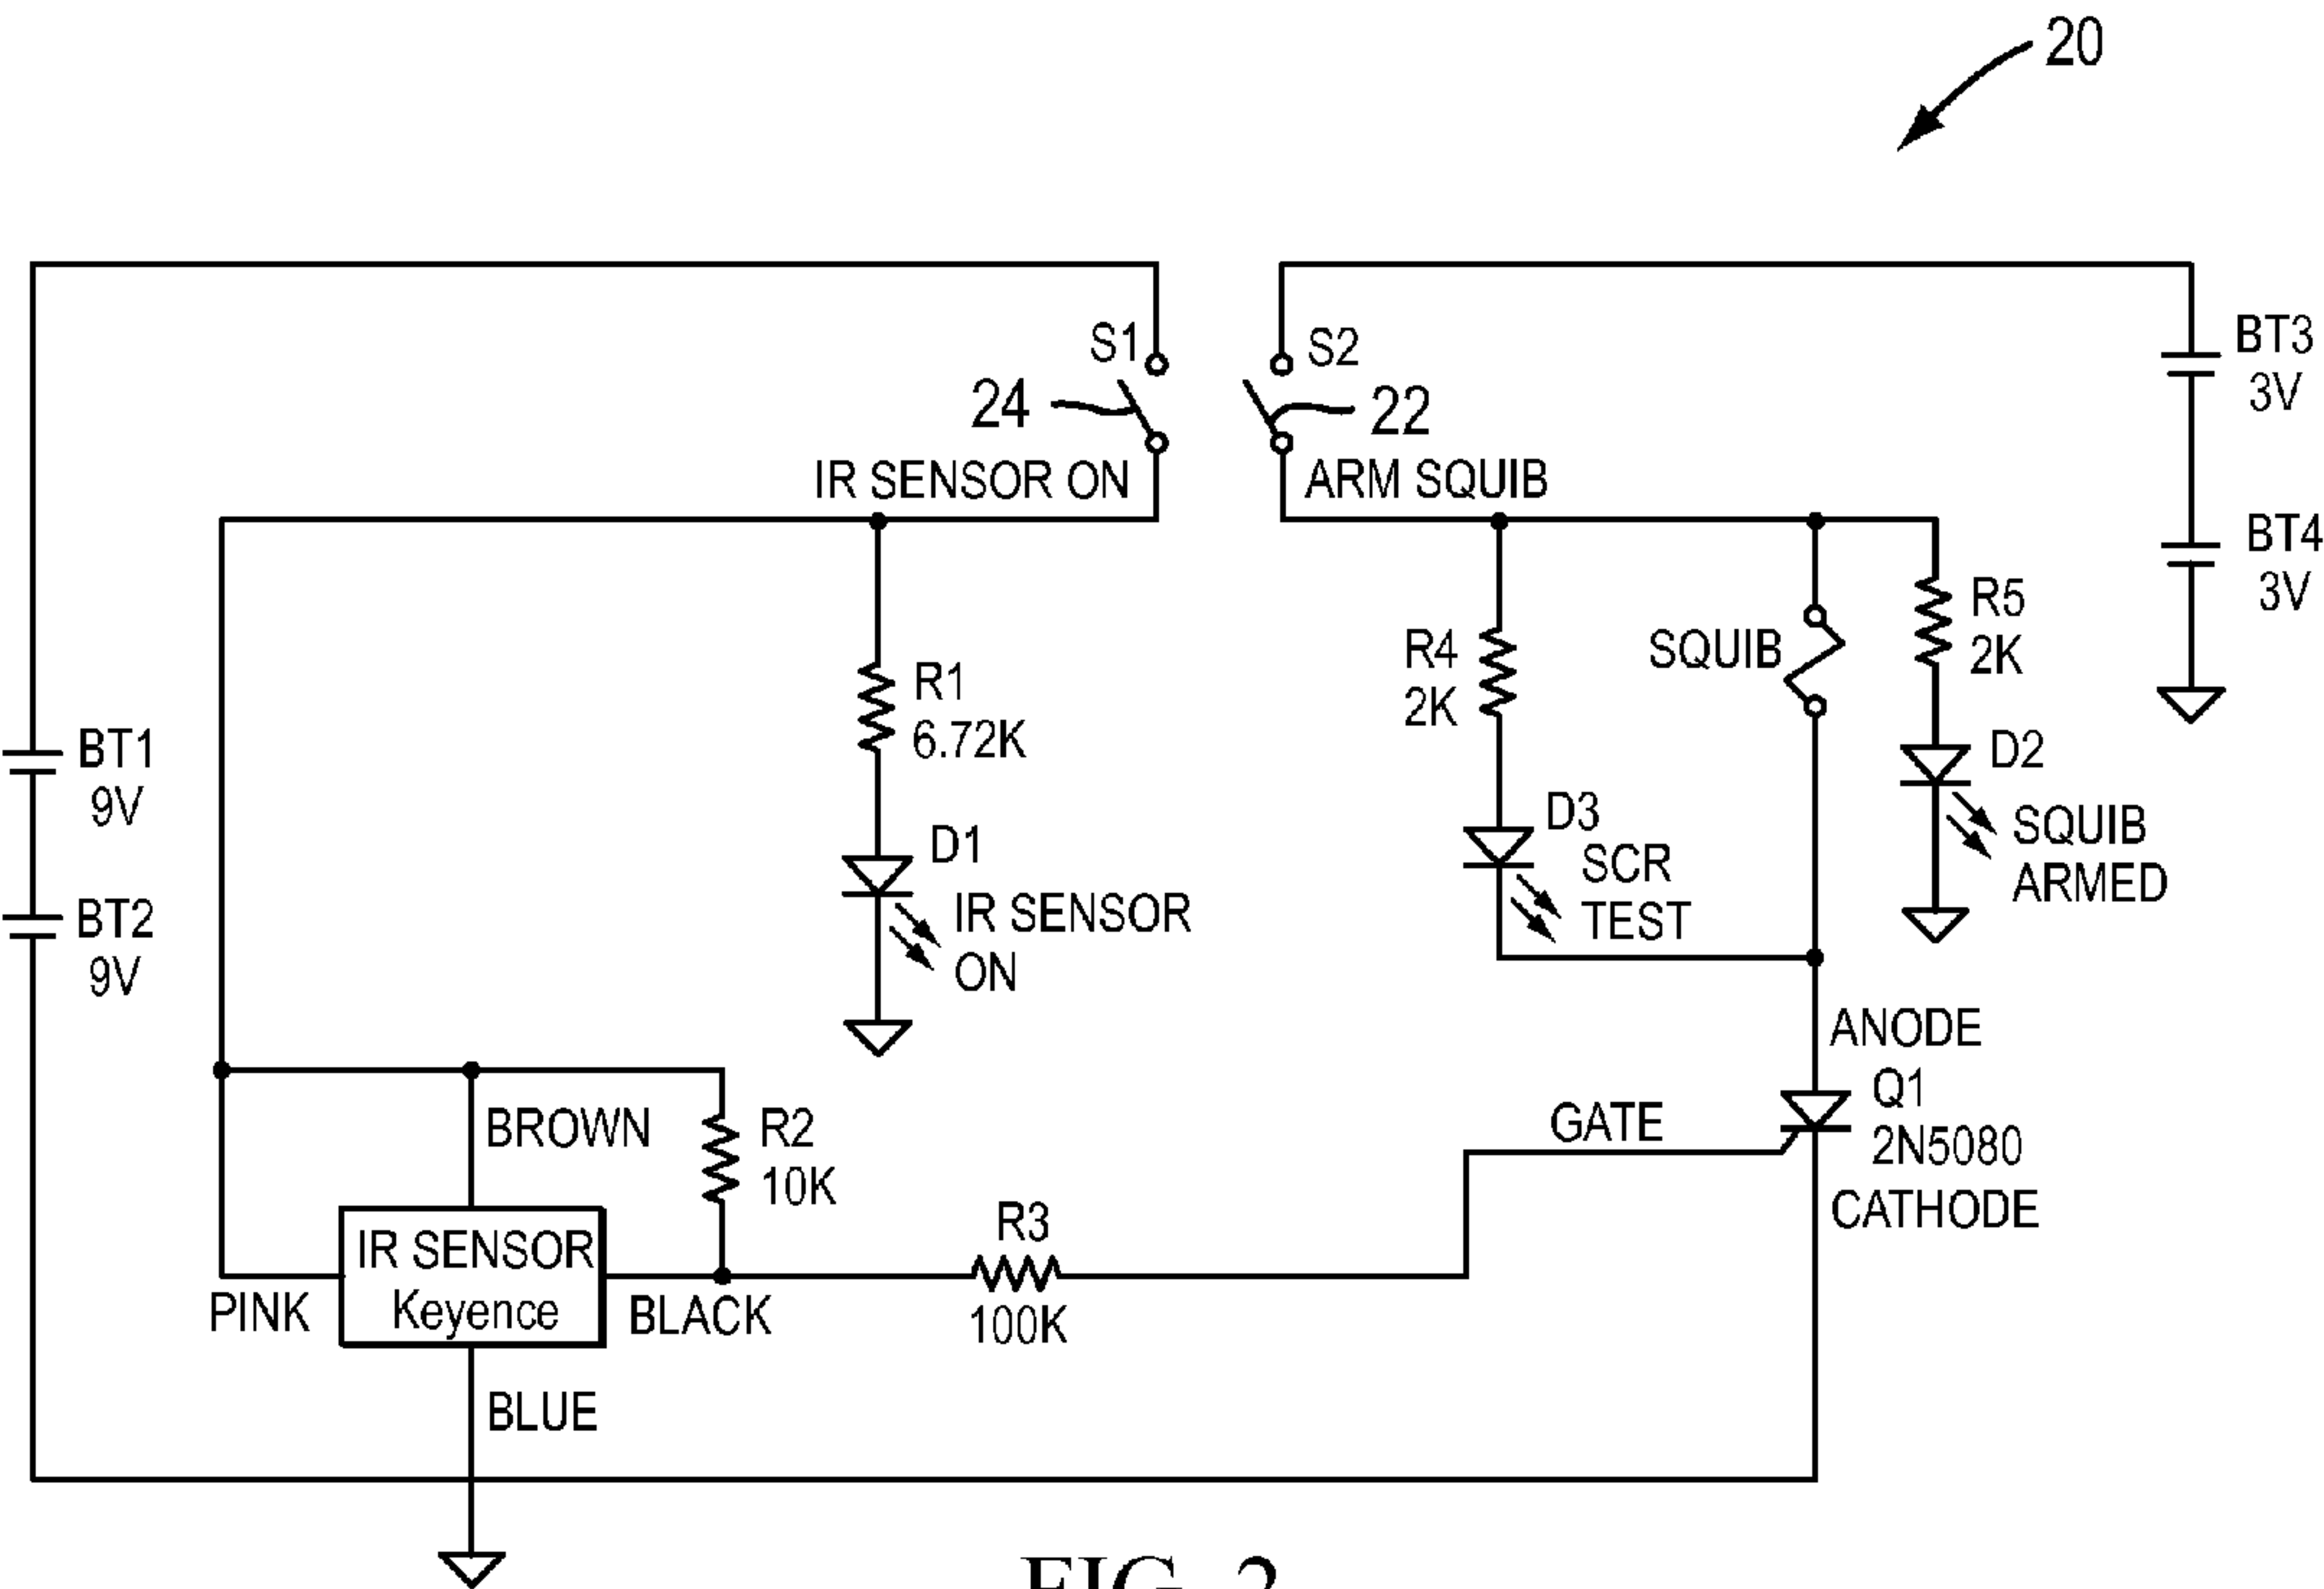 20
S1
S2
24
22
IR SENSOR ON
ARM SQUIB
BT3
3V
BT4
3V
R1
6.72K
R4
2K
SQUIB
R5
2K
BT1
9V
BT2
9V
D1
IR SENSOR
ON
D3
SCR
TEST
D2
SQUIB
ARMED
ANODE
Q1
2N5080
CATHODE
GATE
BROWN
R2
10K
IR SENSOR
Keyence
PINK
BLACK
R3
100K
BLUE
FIG. 2